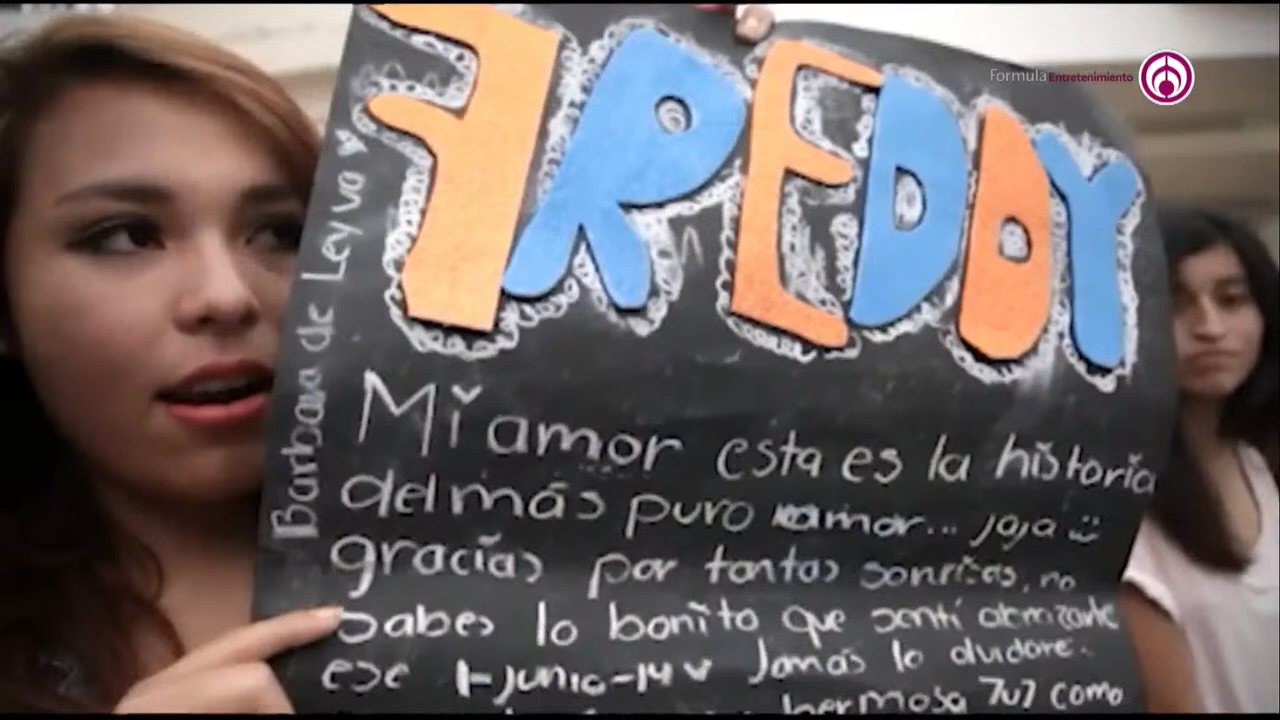 Formula Entretenimiento
FREDDY
Barbara de Leyva
Mi amor esta es la historia
del más puro amor... jaja
gracias por tantas sonrisas, no
sabes lo bonito que sentí abrazarte
ese 1-junio-14 Jamás lo dudare.
hermosa 7u7 como